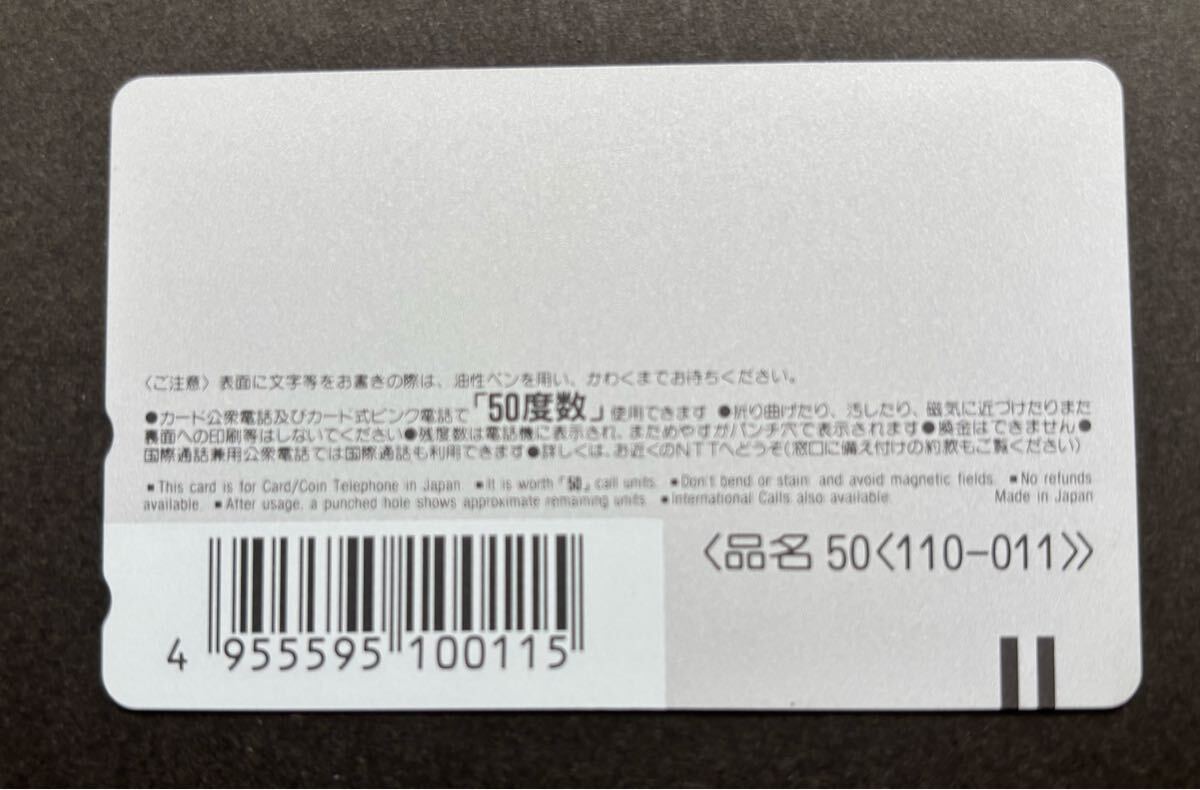 〈ご注意〉表面に文字等をお書きの際は、油性ペンを用い、かわくまでお待ちください。
●カード公衆電話及びカード式ピンク電話で「50度数」使用できます ●折り曲げたり、汚したり、磁気に近づけたりまた
裏面への印刷等はしないでください●残度数は電話機に表示され、まためやすがパンチ穴で表示されます●換金はできません●
国際通話兼用公衆電話では国際通話も利用できます●詳しくは、お近くのNTTへどうぞ(窓口に備え付けの約款もご覧ください)
■This card is for Card/Coin Telephone in Japan. ■It is worth「50」call units. ■Don't bend or stain. and avoid magnetic fields. ■No refunds
available. ■After usage, a punched hole shows approximate remaining units. ■International Calls also available. Made in Japan
〈品名 50〈110-011〉〉
4 955595 100115